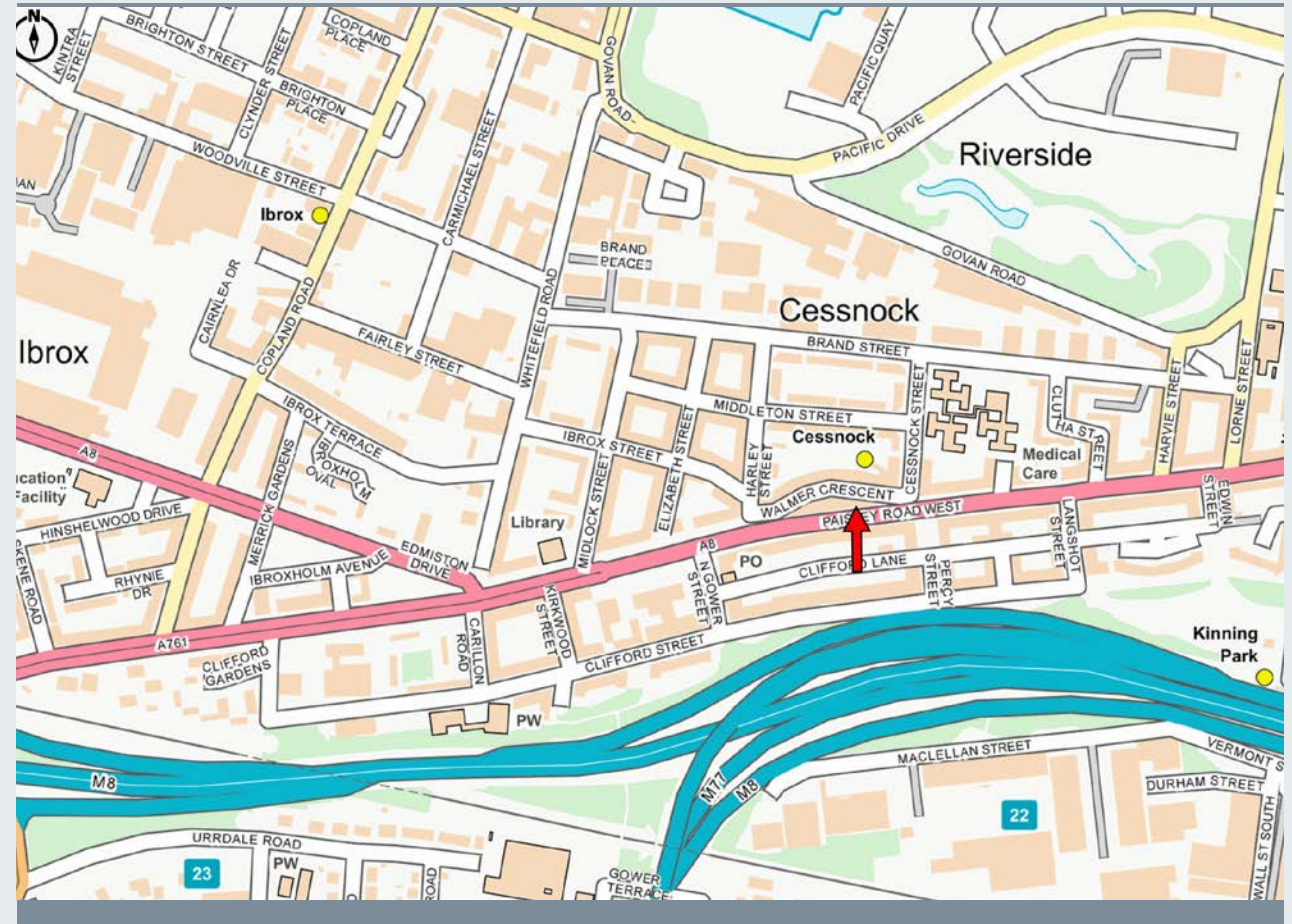 N
KINTRA
STREET
BRIGHTON STREET
COPLAND
PLACE
CLYNDER STREET
BRIGHTON
PLACE
WOODVILLE STREET
Ibrox
CARMICHAEL STREET
GOVAN ROAD
PACIFIC QUAY
PACIFIC DRIVE
Riverside
GOVAN ROAD
BRAND
PLACE
CAIRNLEA DR
COPLAND ROAD
FAIRLEY STREET
WHITEFIELD ROAD
Cessnock
BRAND STREET
Ibrox
HARVIE STREET
LORNE STREET
IBROX TERRACE
IBROXHOLM
OVAL
MERRICK GARDENS
IBROX STREET
MIDDLETON STREET
Cessnock
HARLEY
STREET
CESSNOCK STREET
CLUTHA STREET
Medical
Care
A8
Facility
HINSHELWOOD DRIVE
Library
MIDLOCK STREET
ELIZABETH STREET
WALMER CRESCENT
PAISLEY ROAD WEST
LANGSHOT
STREET
EDWIN
STREET
SKENE ROAD
RHYNIE
DR
IBROXHOLM AVENUE
EDMISTON
DRIVE
A8
N GOWER
STREET
PO
CLIFFORD LANE
PERCY
STREET
A761
CLIFFORD
GARDENS
CARILLON
ROAD
KIRKWOOD
STREET
CLIFFORD STREET
Kinning
Park
PW
M8
M77
M8
MACLELLAN STREET
VERMONT S
DURHAM STREET
22
WALL ST SOUTH
URRDALE ROAD
23
PW
ROAD
GOWER
TERRACE